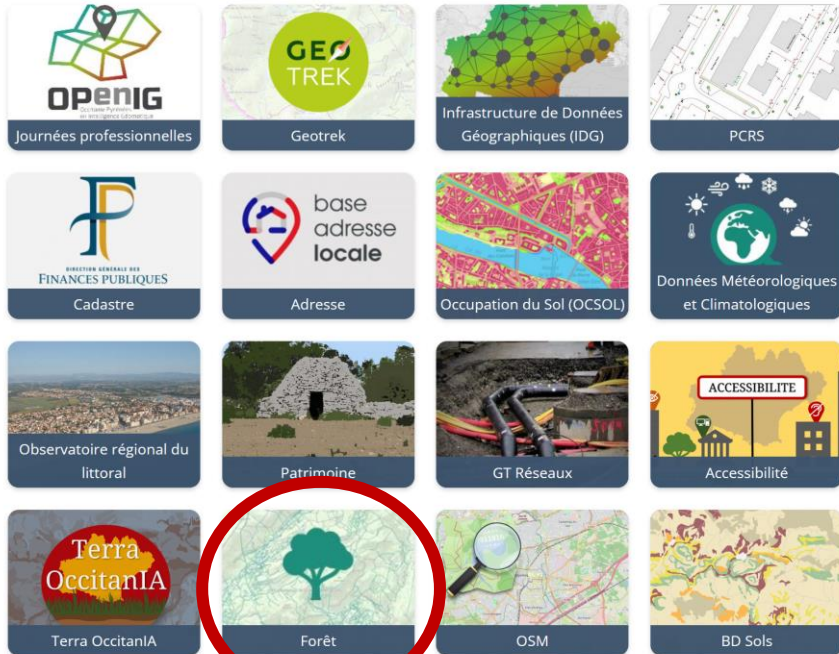 OPenIG
Occitanie Pyrénées
en intelligence Géomatique
Journées professionnelles
GEO
TREK
Geotrek
Infrastructure de Données
Géographiques (IDG)
PCRS
DIRECTION GÉNÉRALE DES
FINANCES PUBLIQUES
Cadastre
base
adresse
locale
Adresse
Occupation du Sol (OCSOL)
Données Météorologiques
et Climatologiques
Observatoire régional du
littoral
Patrimoine
GT Réseaux
ACCESSIBILITE
Accessibilité
Terra
OccitanIA
Terra OccitanIA
Forêt
OSM
BD Sols